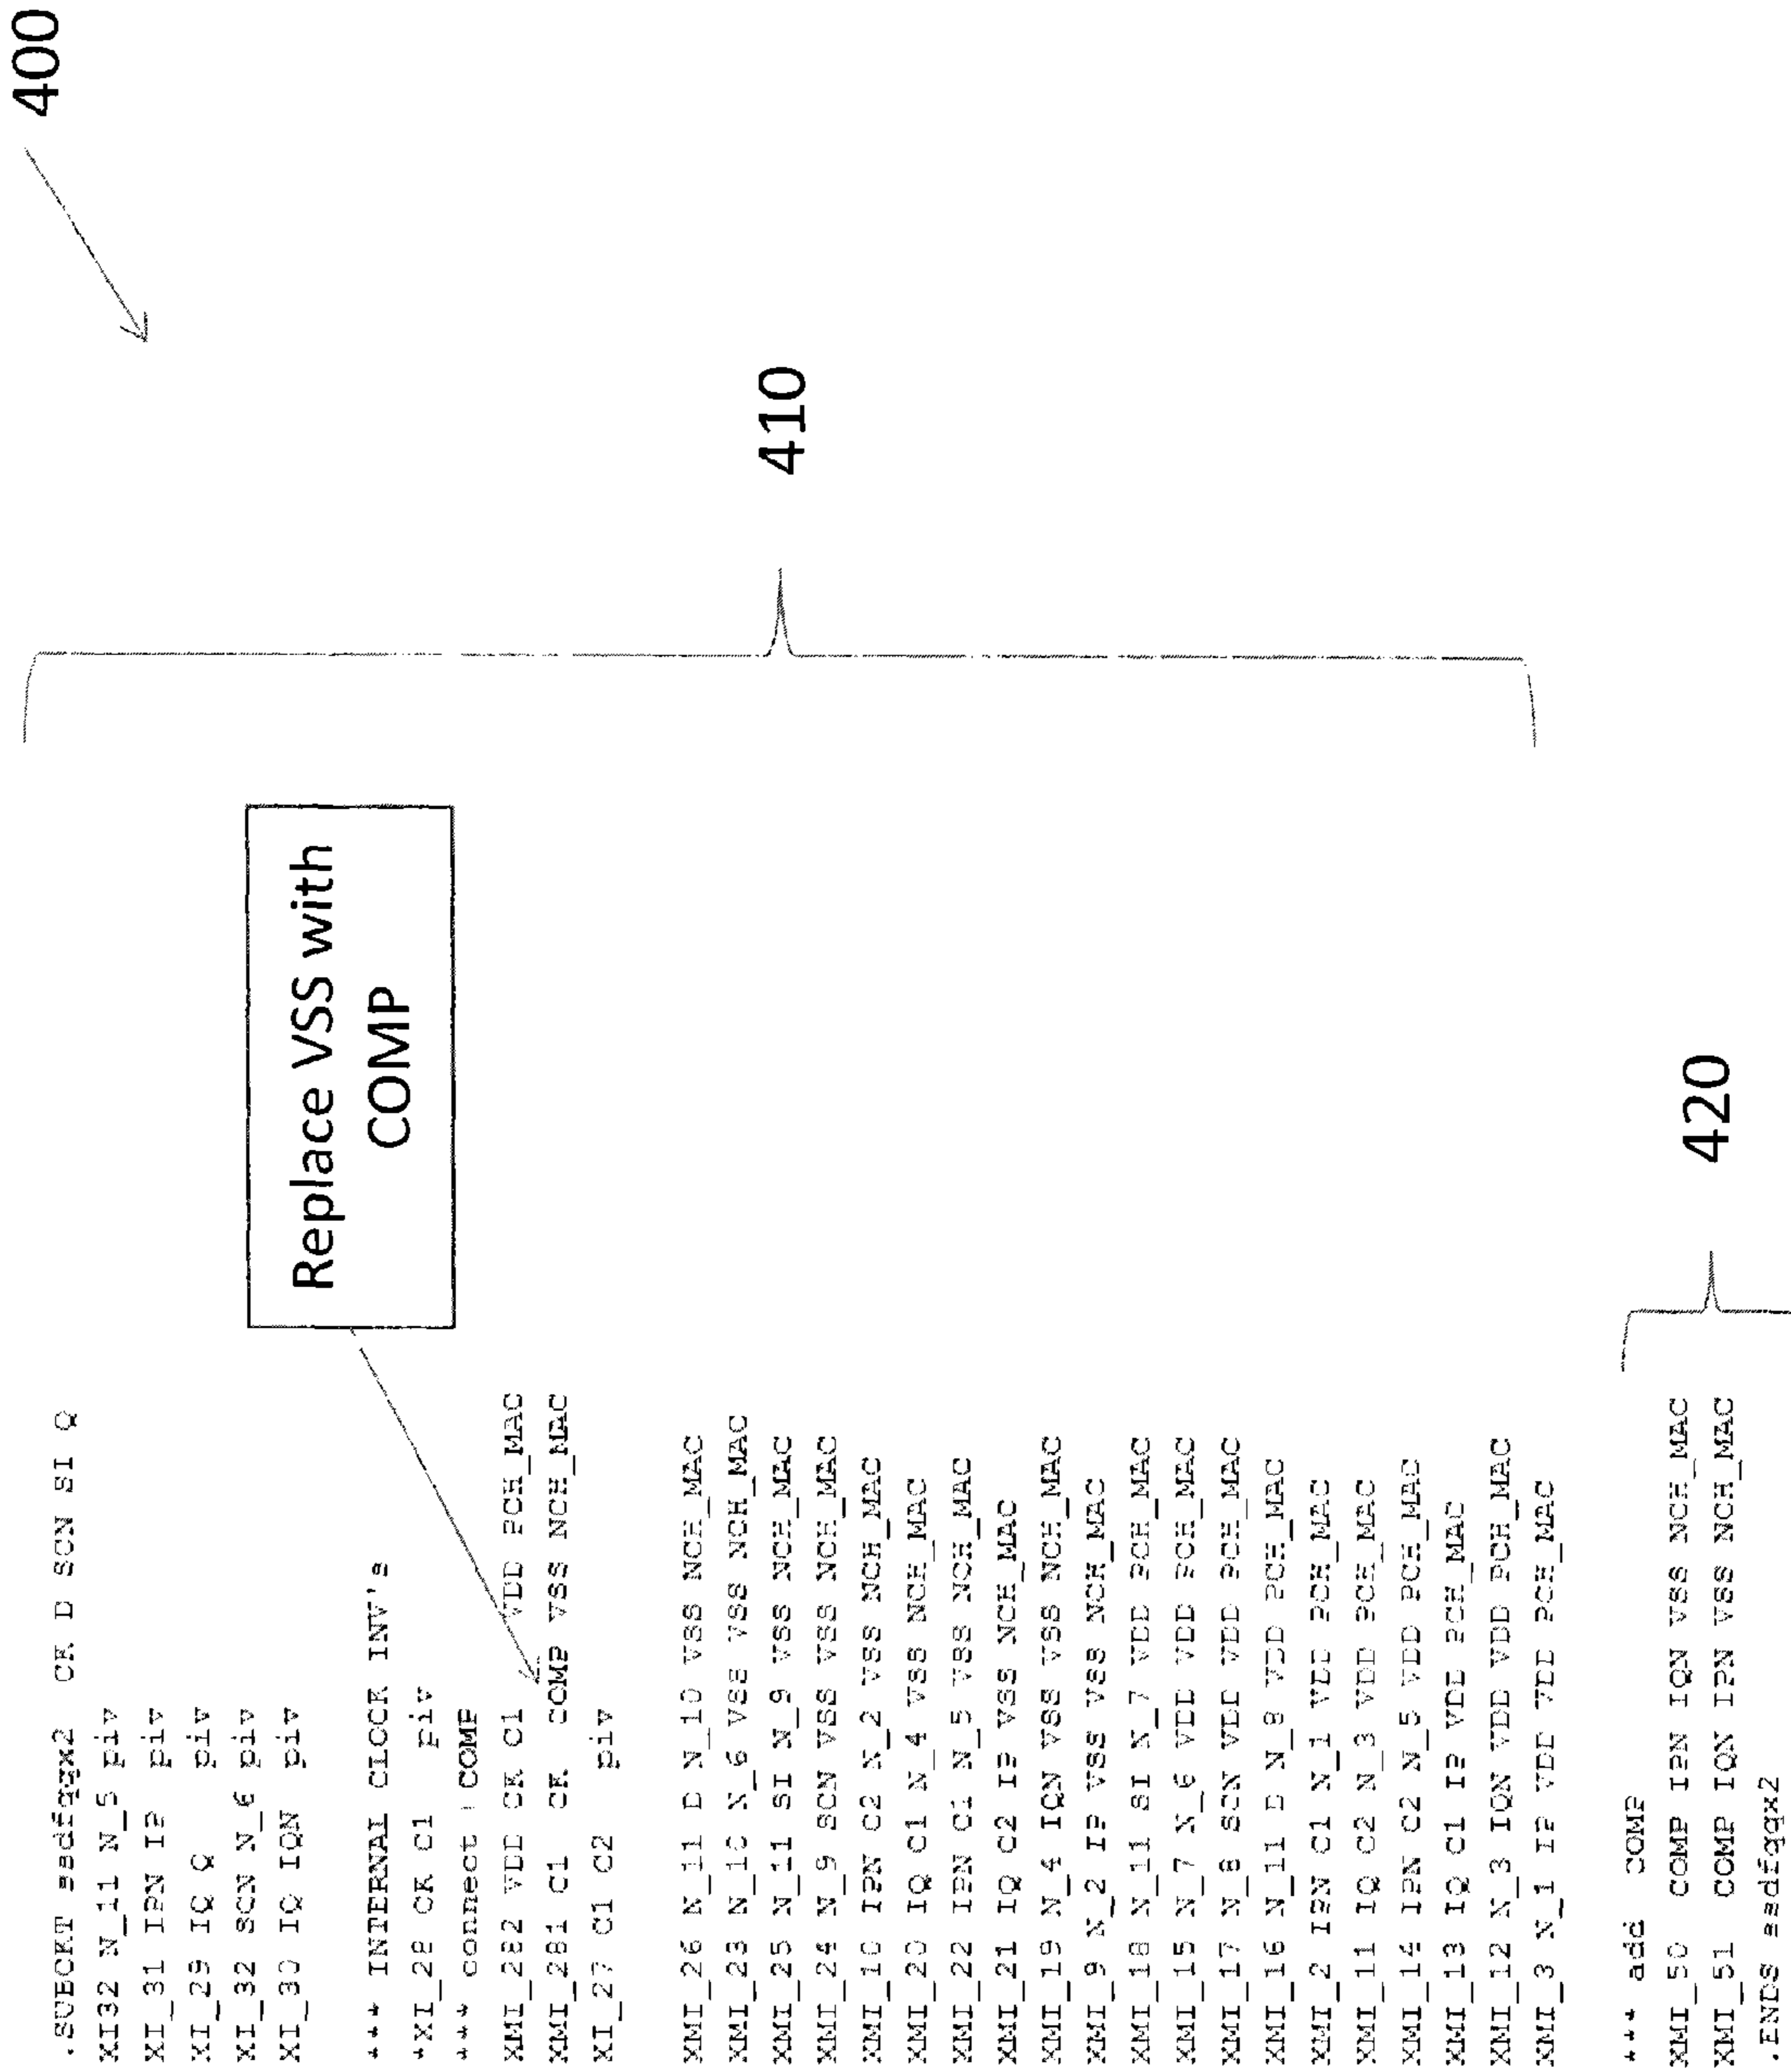 400
.SUBCKT ssdfqqx2 CK D SCN SI Q
XI32 N_11 N_5 piv
XI_31 IPN IP piv
XI_29 IQ Q piv
XI_32 SCN N_6 piv
XI_30 IQ IQN piv
*** INTERNAL CLOCK INV's
*XI_28 CK C1 piv
*** connect COMP
XMI_282 VDD CK C1 VDD PCH_MAC
XMI_281 C1 CK COMP VSS NCH_MAC
XI_27 C1 C2 piv
Replace VSS with
COMP
XMI_26 N_11 D N_10 VSS NCH_MAC
XMI_23 N_10 N_6 VSS VSS NCH_MAC
XMI_25 N_11 SI N_9 VSS NCH_MAC
XMI_24 N_9 SCN VSS VSS NCH_MAC
XMI_10 IPN C2 N_2 VSS NCH_MAC
XMI_20 IQ C1 N_4 VSS NCH_MAC
XMI_22 IPN C1 N_5 VSS NCH_MAC
XMI_21 IQ C2 IP VSS NCH_MAC
XMI_19 N_4 IQN VSS VSS NCH_MAC
XMI_9 N_2 IP VSS VSS NCH_MAC
XMI_18 N_11 SI N_7 VDD PCH_MAC
XMI_15 N_7 N_6 VDD VDD PCH_MAC
XMI_17 N_8 SCN VDD VDD PCH_MAC
XMI_16 N_11 D N_8 VDD PCH_MAC
XMI_2 IPN C1 N_1 VDD PCH_MAC
XMI_11 IQ C2 N_3 VDD PCH_MAC
XMI_14 IPN C2 N_5 VDD PCH_MAC
XMI_13 IQ C1 IP VDD PCH_MAC
XMI_12 N_3 IQN VDD VDD PCH_MAC
XMI_3 N_1 IP VDD VDD PCH_MAC
410
*** add COMP
XMI_50 COMP IPN IQN VSS NCH_MAC
XMI_51 COMP IQN IPN VSS NCH_MAC
.ENDS ssdfqqx2
420